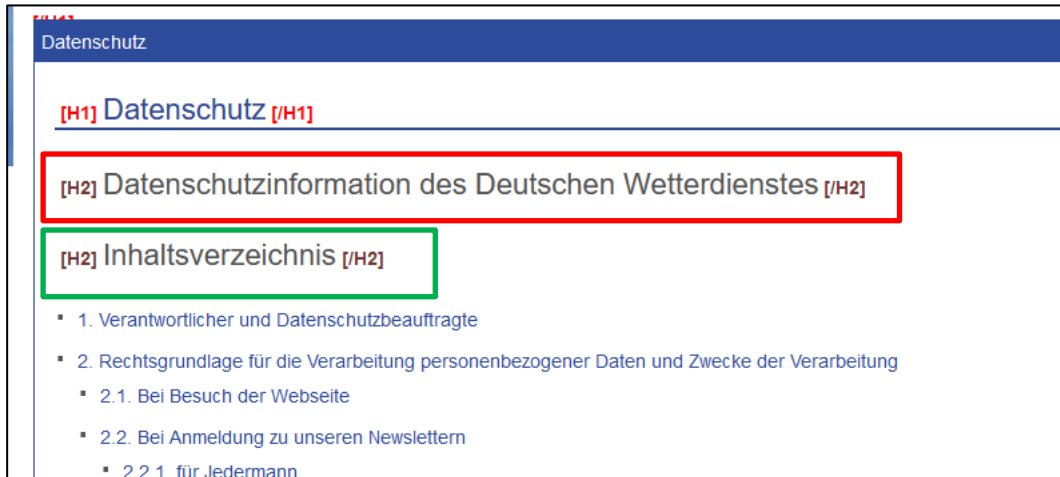 [/H1]
Datenschutz
[H1] Datenschutz [/H1]
[H2] Datenschutzinformation des Deutschen Wetterdienstes [/H2]
[H2] Inhaltsverzeichnis [/H2]
1. Verantwortlicher und Datenschutzbeauftragte
2. Rechtsgrundlage für die Verarbeitung personenbezogener Daten und Zwecke der Verarbeitung
2.1. Bei Besuch der Webseite
2.2. Bei Anmeldung zu unseren Newslettern
2.2.1. für Jedermann